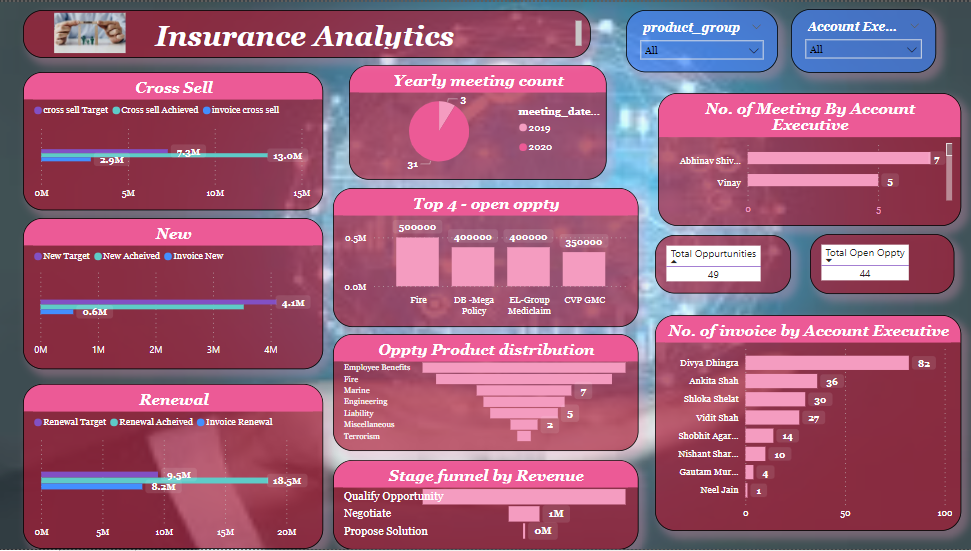 Insurance Analytics
product_group
All
Account Exe...
All
Cross Sell
cross sell Target Cross sell Achieved invoice cross sell
7.3M
13.0M
2.9M
0M 5M 10M 15M
New
New Target New Acheived Invoice New
4.1M
0.6M
0M 1M 2M 3M 4M
Renewal
Renewal Target Renewal Acheived Invoice Renewal
9.5M
18.5M
8.2M
0M 5M 10M 15M 20M
Yearly meeting count
3
31
meeting_date...
2019
2020
Top 4 - open oppty
500000 400000 400000 350000
0.5M
0.0M
Fire DB -Mega EL-Group CVP GMC
Policy Mediclaim
Oppty Product distribution
Employee Benefits
Fire
Marine 7
Engineering
Liability 5
Miscellaneous 2
Terrorism
Stage funnel by Revenue
Qualify Opportunity
Negotiate 1M
Propose Solution 0M
No. of Meeting By Account
Executive
Abhinav Shiv... 7
Vinay 5
0 5
Total Oppurtunities
49
Total Open Oppty
44
No. of invoice by Account Executive
Divya Dhingra 82
Ankita Shah 36
Shloka Shelat 30
Vidit Shah 27
Shobhit Agar... 14
Nishant Shar... 10
Gautam Mur... 4
Neel Jain 1
0 50 100